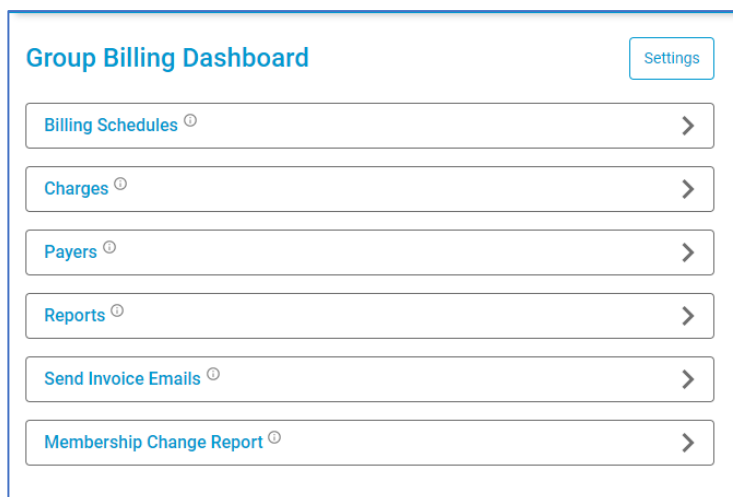 Group Billing Dashboard
Settings
Billing Schedules
Charges
Payers
Reports
Send Invoice Emails
Membership Change Report